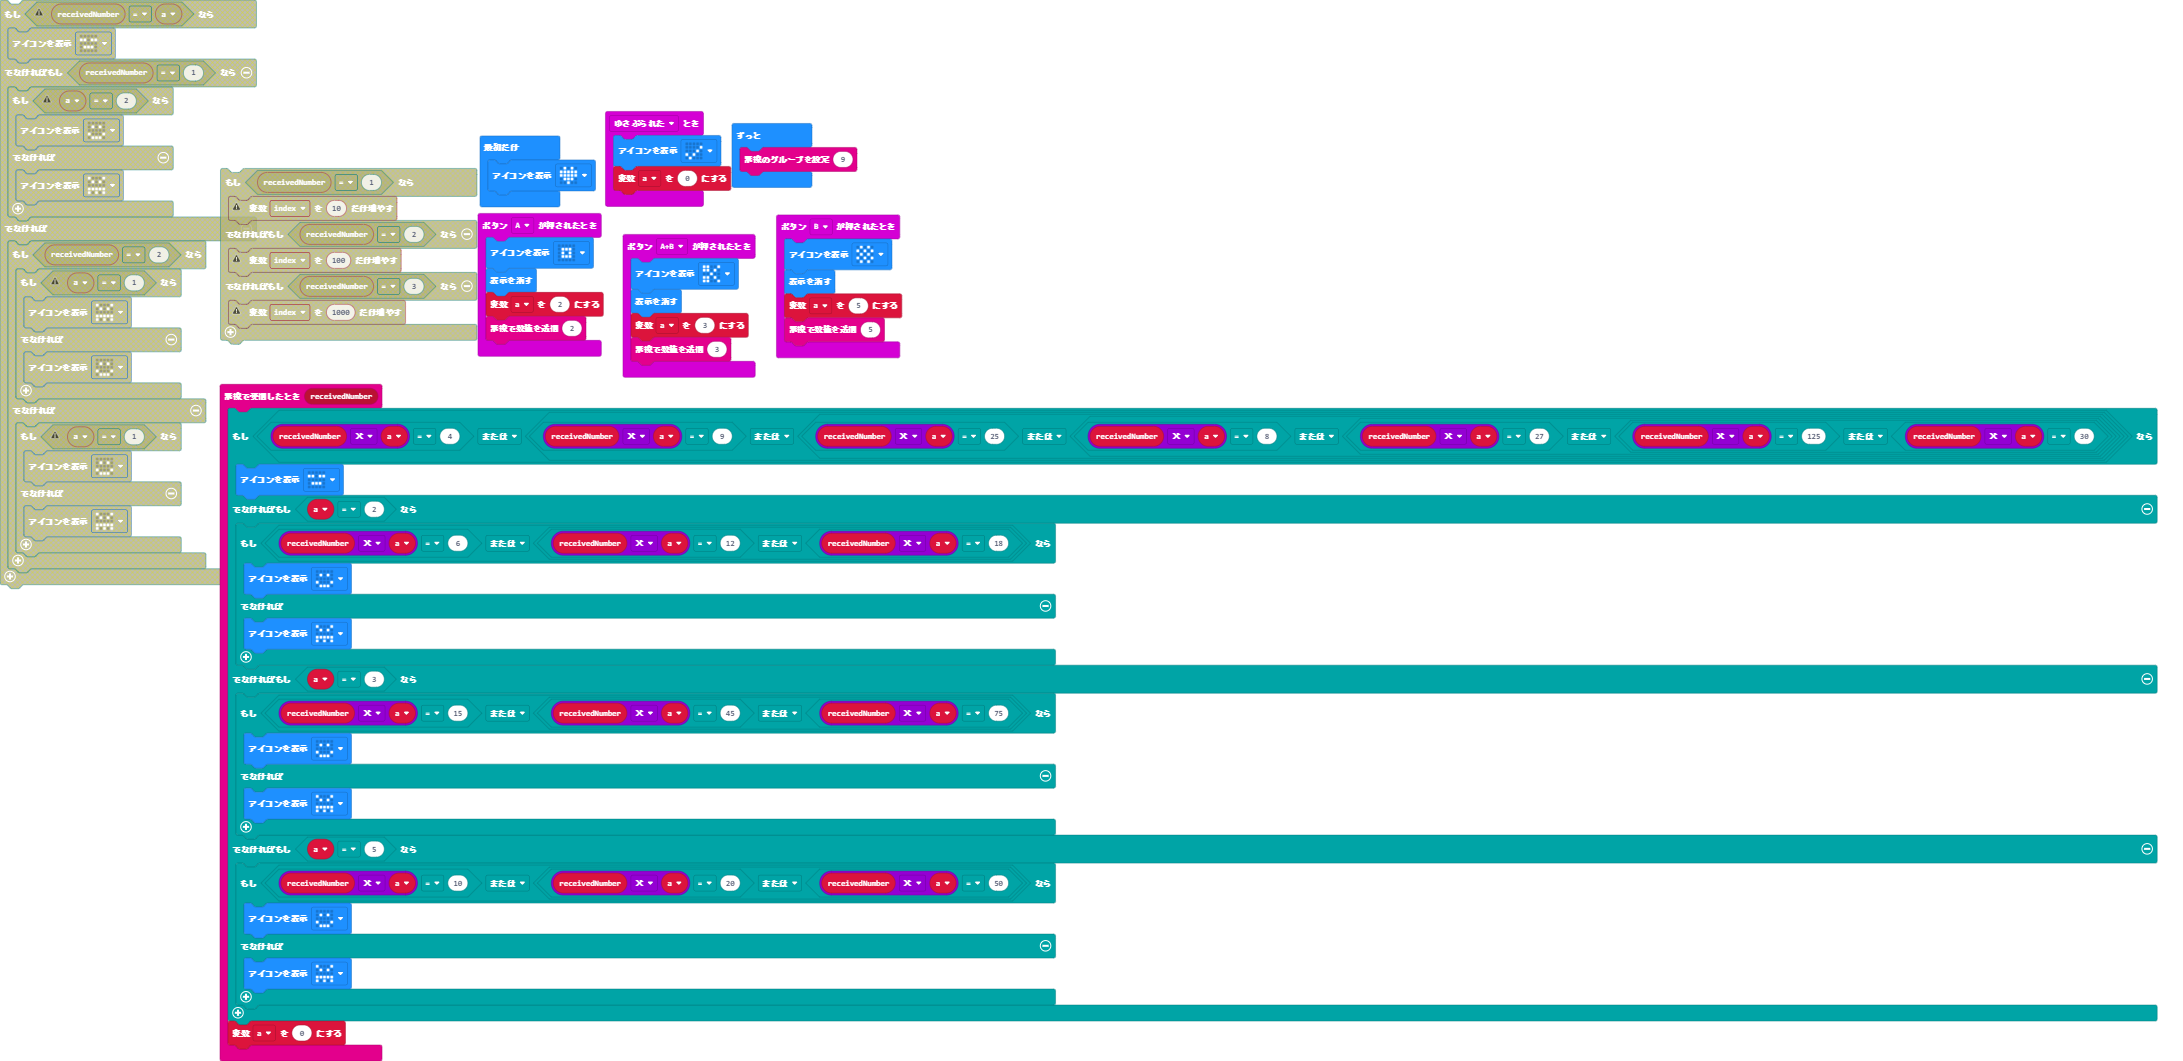 もし receivedNumber = a なら
アイコンを表示
でなければもし receivedNumber = 1 なら
もし a = 2 なら
アイコンを表示
でなければ
アイコンを表示
でなければ
もし receivedNumber = 2 なら
もし a = 1 なら
アイコンを表示
でなければ
アイコンを表示
でなければ
もし a = 1 なら
アイコンを表示
でなければ
アイコンを表示
もし receivedNumber = 1 なら
変数 index を 10 だけ増やす
でなければもし receivedNumber = 2 なら
変数 index を 100 だけ増やす
でなければもし receivedNumber = 3 なら
変数 index を 1000 だけ増やす
最初だけ
アイコンを表示
ゆさぶられた とき
アイコンを表示
変数 a を 0 にする
ずっと
無線のグループを設定 9
ボタン A が押されたとき
アイコンを表示
表示を消す
変数 a を 2 にする
無線で数値を送信 2
ボタン A+B が押されたとき
アイコンを表示
表示を消す
変数 a を 3 にする
無線で数値を送信 3
ボタン B が押されたとき
アイコンを表示
表示を消す
変数 a を 5 にする
無線で数値を送信 5
無線で受信したとき receivedNumber
もし receivedNumber × a = 4 または receivedNumber × a = 9 または receivedNumber × a = 25 または receivedNumber × a = 8 または receivedNumber × a = 27 または receivedNumber × a = 125 または receivedNumber × a = 30 なら
アイコンを表示
でなければもし a = 2 なら
もし receivedNumber × a = 6 または receivedNumber × a = 12 または receivedNumber × a = 18 なら
アイコンを表示
でなければ
アイコンを表示
でなければもし a = 3 なら
もし receivedNumber × a = 15 または receivedNumber × a = 45 または receivedNumber × a = 75 なら
アイコンを表示
でなければ
アイコンを表示
でなければもし a = 5 なら
もし receivedNumber × a = 10 または receivedNumber × a = 20 または receivedNumber × a = 50 なら
アイコンを表示
でなければ
アイコンを表示
変数 a を 0 にする